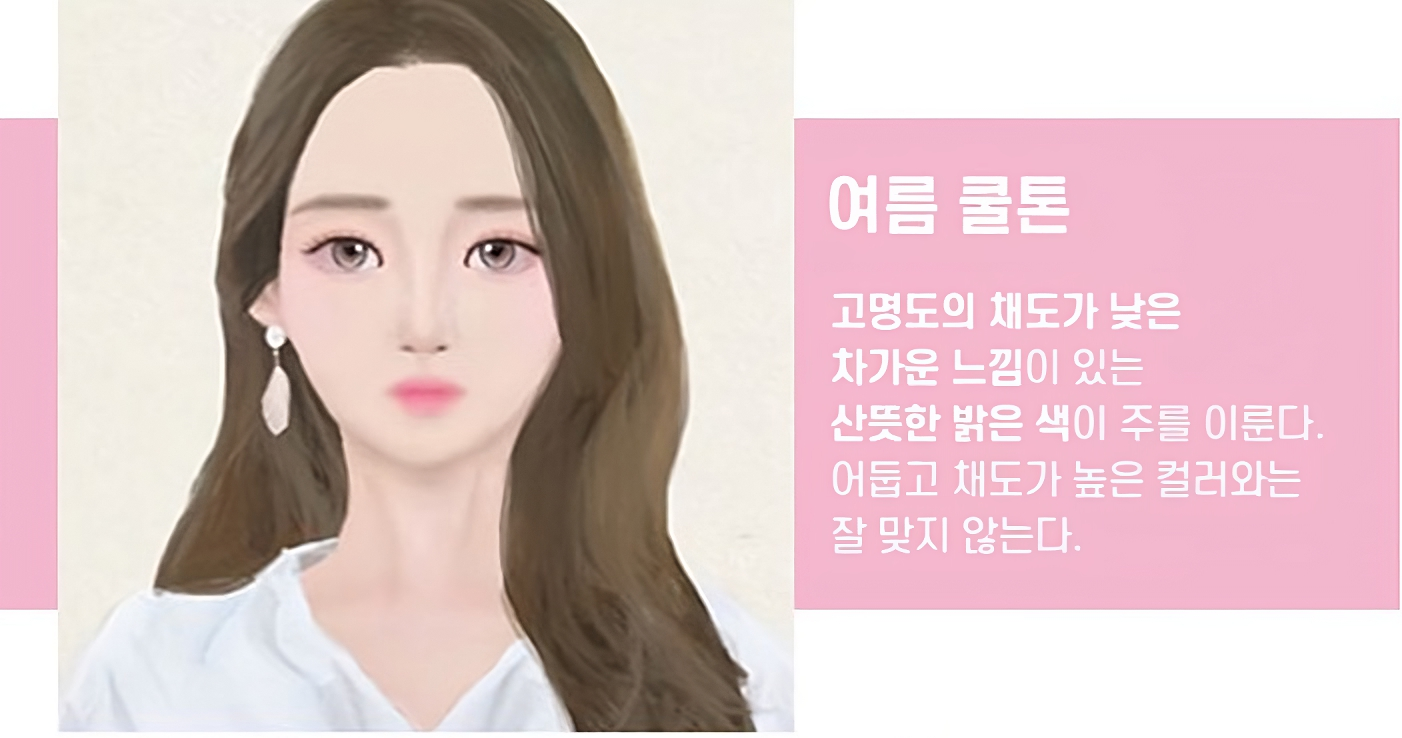 여름 쿨톤
고명도의 채도가 낮은
차가운 느낌이 있는
산뜻한 밝은 색이 주를 이룬다.
어둡고 채도가 높은 컬러와는
잘 맞지 않는다.